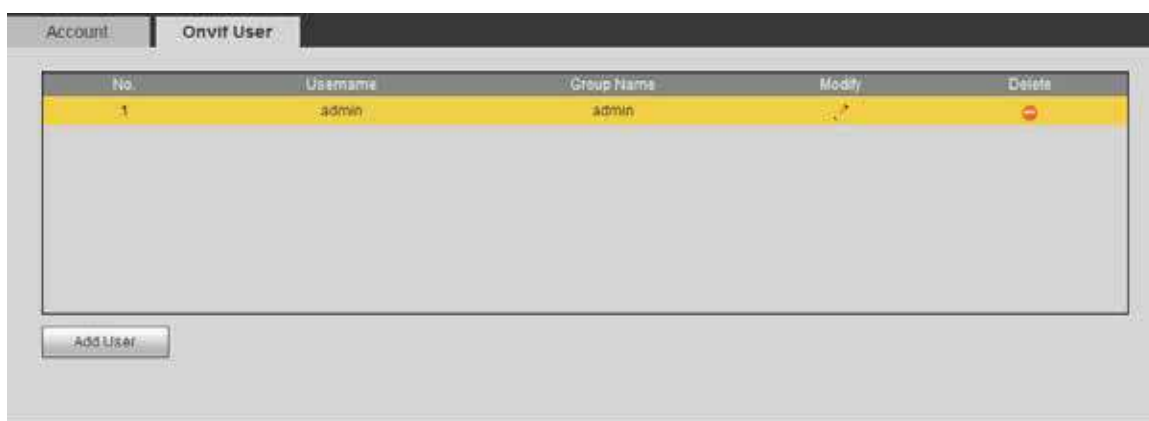 Account Onvif User
No. Username Group Name Modify Delete
1 admin admin
Add User